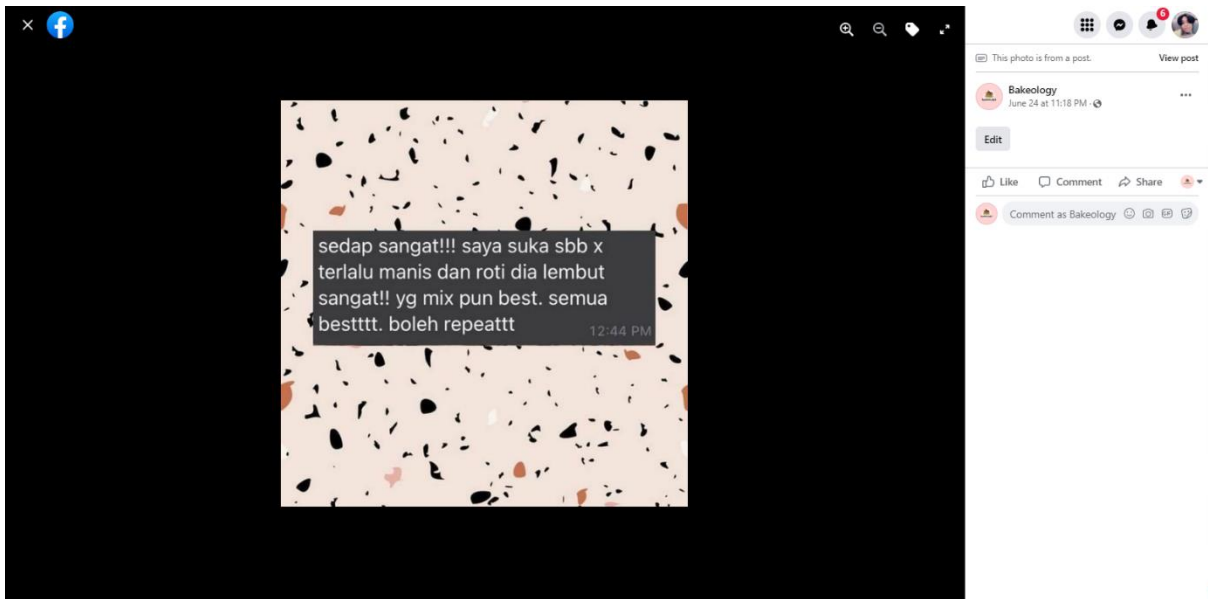 6
This photo is from a post.
View post
Bakeology
June 24 at 11:18 PM ·
Edit
Like
Comment
Share
Comment as Bakeology
sedap sangat!!! saya suka sbb x
terlalu manis dan roti dia lembut
sangat!! yg mix pun best. semua
bestttt. boleh repeattt
12:44 PM